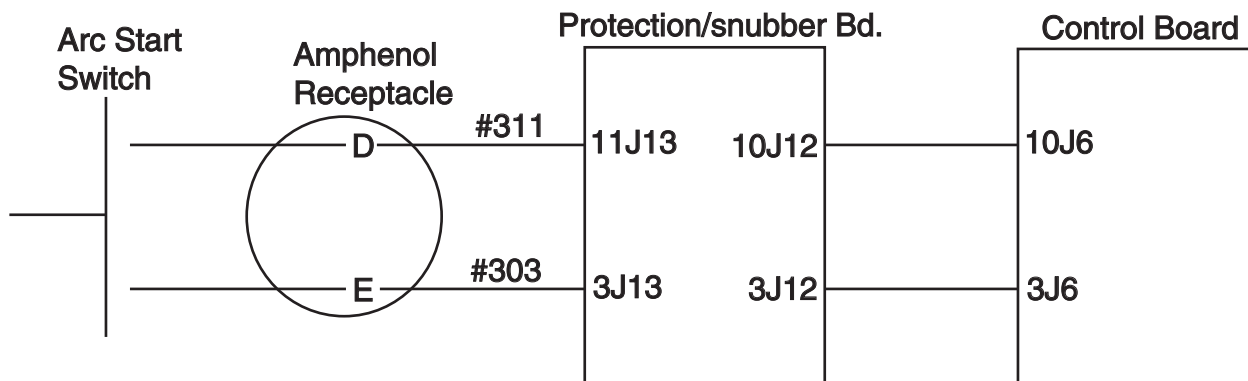 Arc Start
Switch
Amphenol
Receptacle
Protection/snubber Bd.
Control Board
D
#311
11J13
10J12
10J6
E
#303
3J13
3J12
3J6